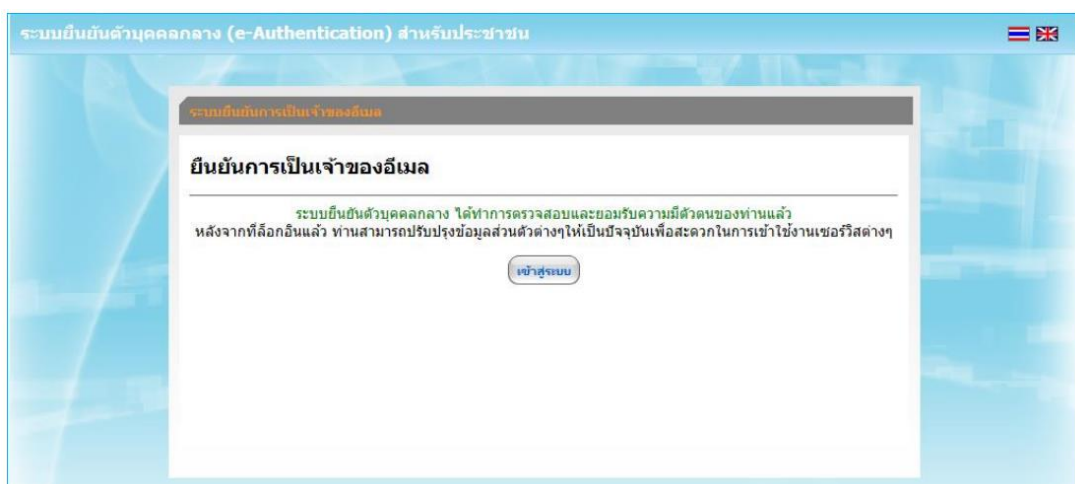 ระบบยืนยันตัวบุคคลกลาง (e-Authentication) สำหรับประชาชน
ระบบยืนยันการเป็นเจ้าของอีเมล
ยืนยันการเป็นเจ้าของอีเมล
ระบบยืนยันตัวบุคคลกลาง ได้ทำการตรวจสอบและยอมรับความมีตัวตนของท่านแล้ว
หลังจากที่ล็อกอินแล้ว ท่านสามารถปรับปรุงข้อมูลส่วนตัวต่างๆให้เป็นปัจจุบันเพื่อสะดวกในการเข้าใช้งานเซอร์วิสต่างๆ
เข้าสู่ระบบ